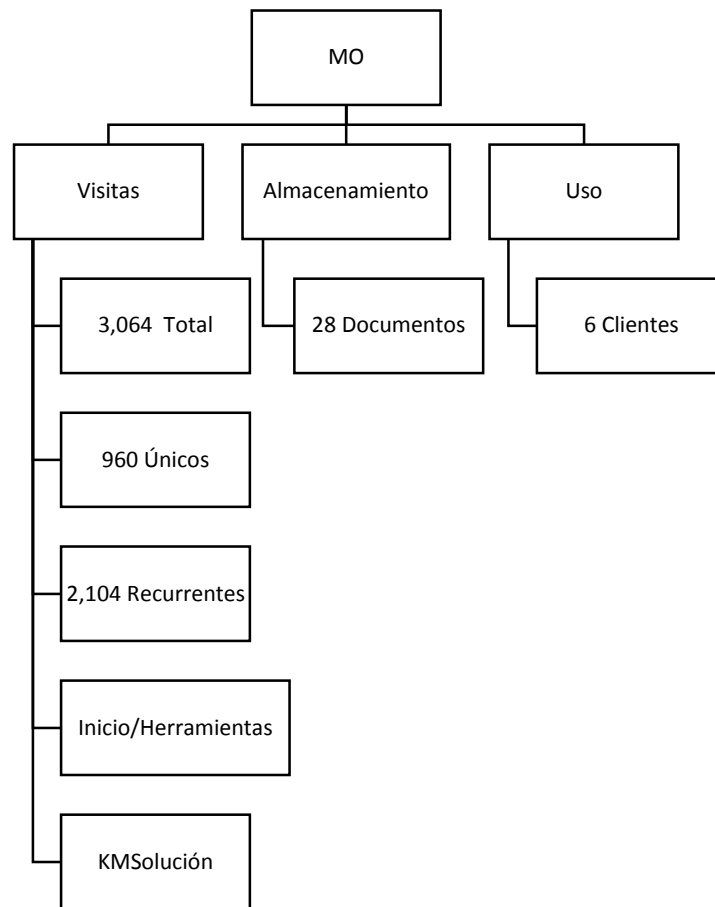 MO
Visitas
Almacenamiento
Uso
3,064 Total
28 Documentos
6 Clientes
960 Únicos
2,104 Recurrentes
Inicio/Herramientas
KMSolución